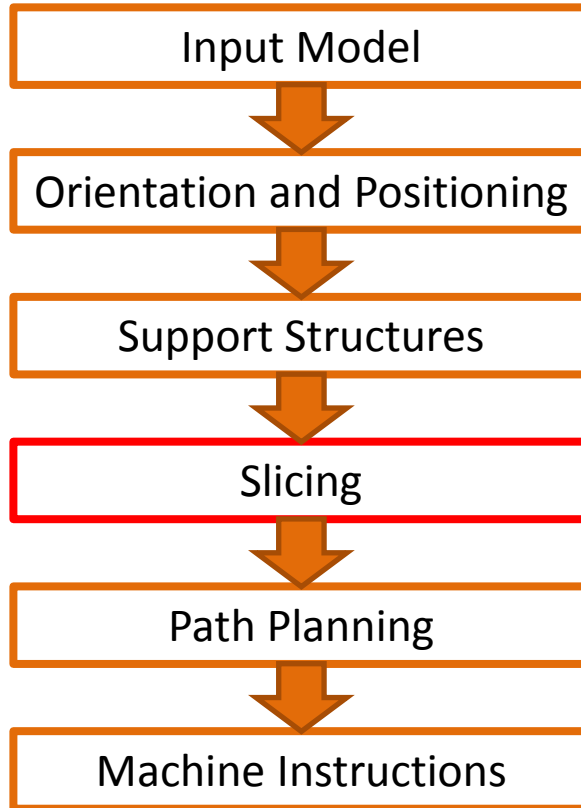 Input Model
Orientation and Positioning
Support Structures
Slicing
Path Planning
Machine Instructions